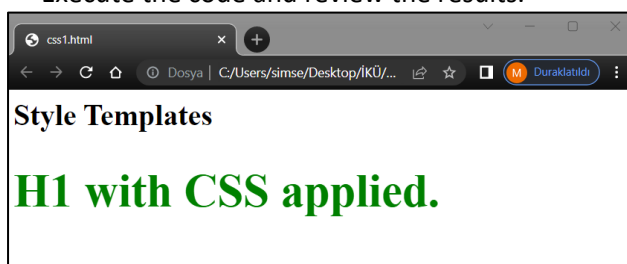 Execute the code and review the results.
css1.html
Dosya | C:/Users/simse/Desktop/İKÜ/... M Duraklatıldı
Style Templates
H1 with CSS applied.